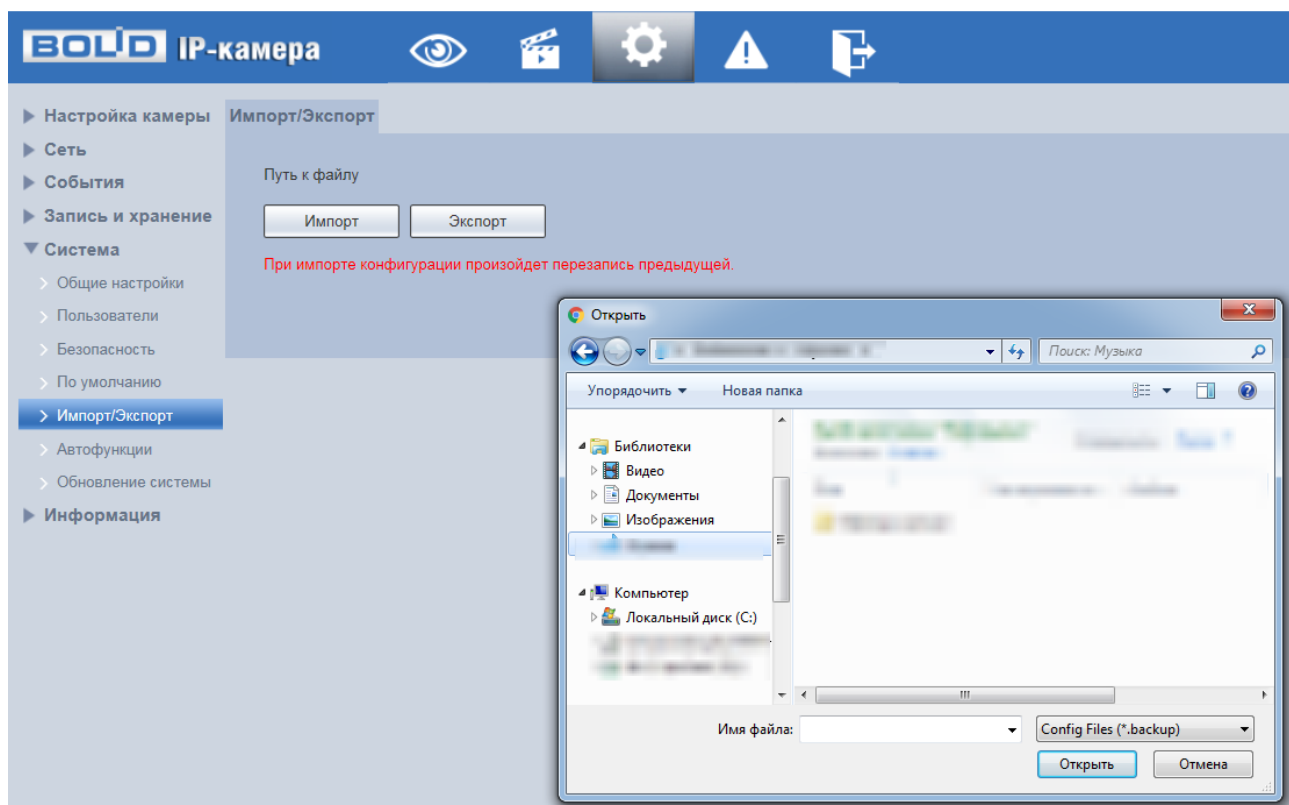 BOLID IP-камера
Настройка камеры
Сеть
События
Запись и хранение
Система
Общие настройки
Пользователи
Безопасность
По умолчанию
Импорт/Экспорт
Автофункции
Обновление системы
Информация
Импорт/Экспорт
Путь к файлу
Импорт Экспорт
При импорте конфигурации произойдет перезапись предыдущей.
Открыть
Поиск: Музыка
Упорядочить Новая папка
Библиотеки
Видео
Документы
Изображения
Компьютер
Локальный диск (C:)
Имя файла: Config Files (*.backup)
Открыть Отмена